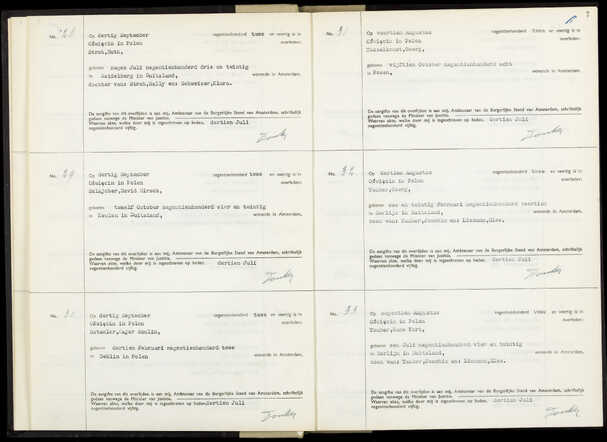 No. 28
Op dertig September negentienhonderd twee en veertig is in
Oświęcim in Polen overleden:
Straß,Ruth,
geboren negen Juli negentienhonderd drie en twintig
te Heidelberg in Duitsland, wonende te Amsterdam,
dochter van: Straß,Sally en: Schweizer,Klara.
De aangifte van dit overlijden is aan mij, Ambtenaar van de Burgerlijke Stand van Amsterdam, schriftelijk
gedaan vanwege de Minister van Justitie.
Waarvan akte, welke door mij is ingeschreven op heden, dertien Juli
negentienhonderd vijftig.
No. 29
Op dertig September negentienhonderd twee en veertig is in
Oświęcim in Polen overleden:
David Hirsch,
geboren twaalf October negentienhonderd vier en twintig
te Keulen in Duitsland, wonende te Amsterdam,
De aangifte van dit overlijden is aan mij, Ambtenaar van de Burgerlijke Stand van Amsterdam, schriftelijk
gedaan vanwege de Minister van Justitie.
Waarvan akte, welke door mij is ingeschreven op heden, dertien Juli
negentienhonderd vijftig.
No. 30
Op dertig September negentienhonderd twee en veertig is in
Oświęcim in Polen overleden:
geboren dertien Februari negentienhonderd twee
te Deblin in Polen wonende te Amsterdam,
De aangifte van dit overlijden is aan mij, Ambtenaar van de Burgerlijke Stand van Amsterdam, schriftelijk
gedaan vanwege de Minister van Justitie.
Waarvan akte, welke door mij is ingeschreven op heden, dertien Juli
negentienhonderd vijftig.
No. 31
Op veertien Augustus negentienhonderd twee en veertig is in
Oświęcim in Polen overleden:
Georg,
geboren vijftien October negentienhonderd acht
te Posen, wonende te Amsterdam,
De aangifte van dit overlijden is aan mij, Ambtenaar van de Burgerlijke Stand van Amsterdam, schriftelijk
gedaan vanwege de Minister van Justitie.
Waarvan akte, welke door mij is ingeschreven op heden, dertien Juli
negentienhonderd vijftig.
No. 32
Op dertien Augustus negentienhonderd twee en veertig is in
Oświęcim in Polen overleden:
Tauber,Georg,
geboren een en twintig Februari negentienhonderd veertien
te Berlijn in Duitsland, wonende te Amsterdam,
zoon van: Tauber,Joachim en: Liemann,Else.
De aangifte van dit overlijden is aan mij, Ambtenaar van de Burgerlijke Stand van Amsterdam, schriftelijk
gedaan vanwege de Minister van Justitie.
Waarvan akte, welke door mij is ingeschreven op heden, dertien Juli
negentienhonderd vijftig.
No. 33
Op Augustus negentienhonderd twee en veertig is in
Oświęcim in Polen overleden:
Tauber,Hans Kurt,
geboren een Juli negentienhonderd vier en twintig
te Berlijn in Duitsland, wonende te Amsterdam,
zoon van: Tauber,Joachim en: Liemann,Else.
De aangifte van dit overlijden is aan mij, Ambtenaar van de Burgerlijke Stand van Amsterdam, schriftelijk
gedaan vanwege de Minister van Justitie.
Waarvan akte, welke door mij is ingeschreven op heden, dertien Juli
negentienhonderd vijftig.